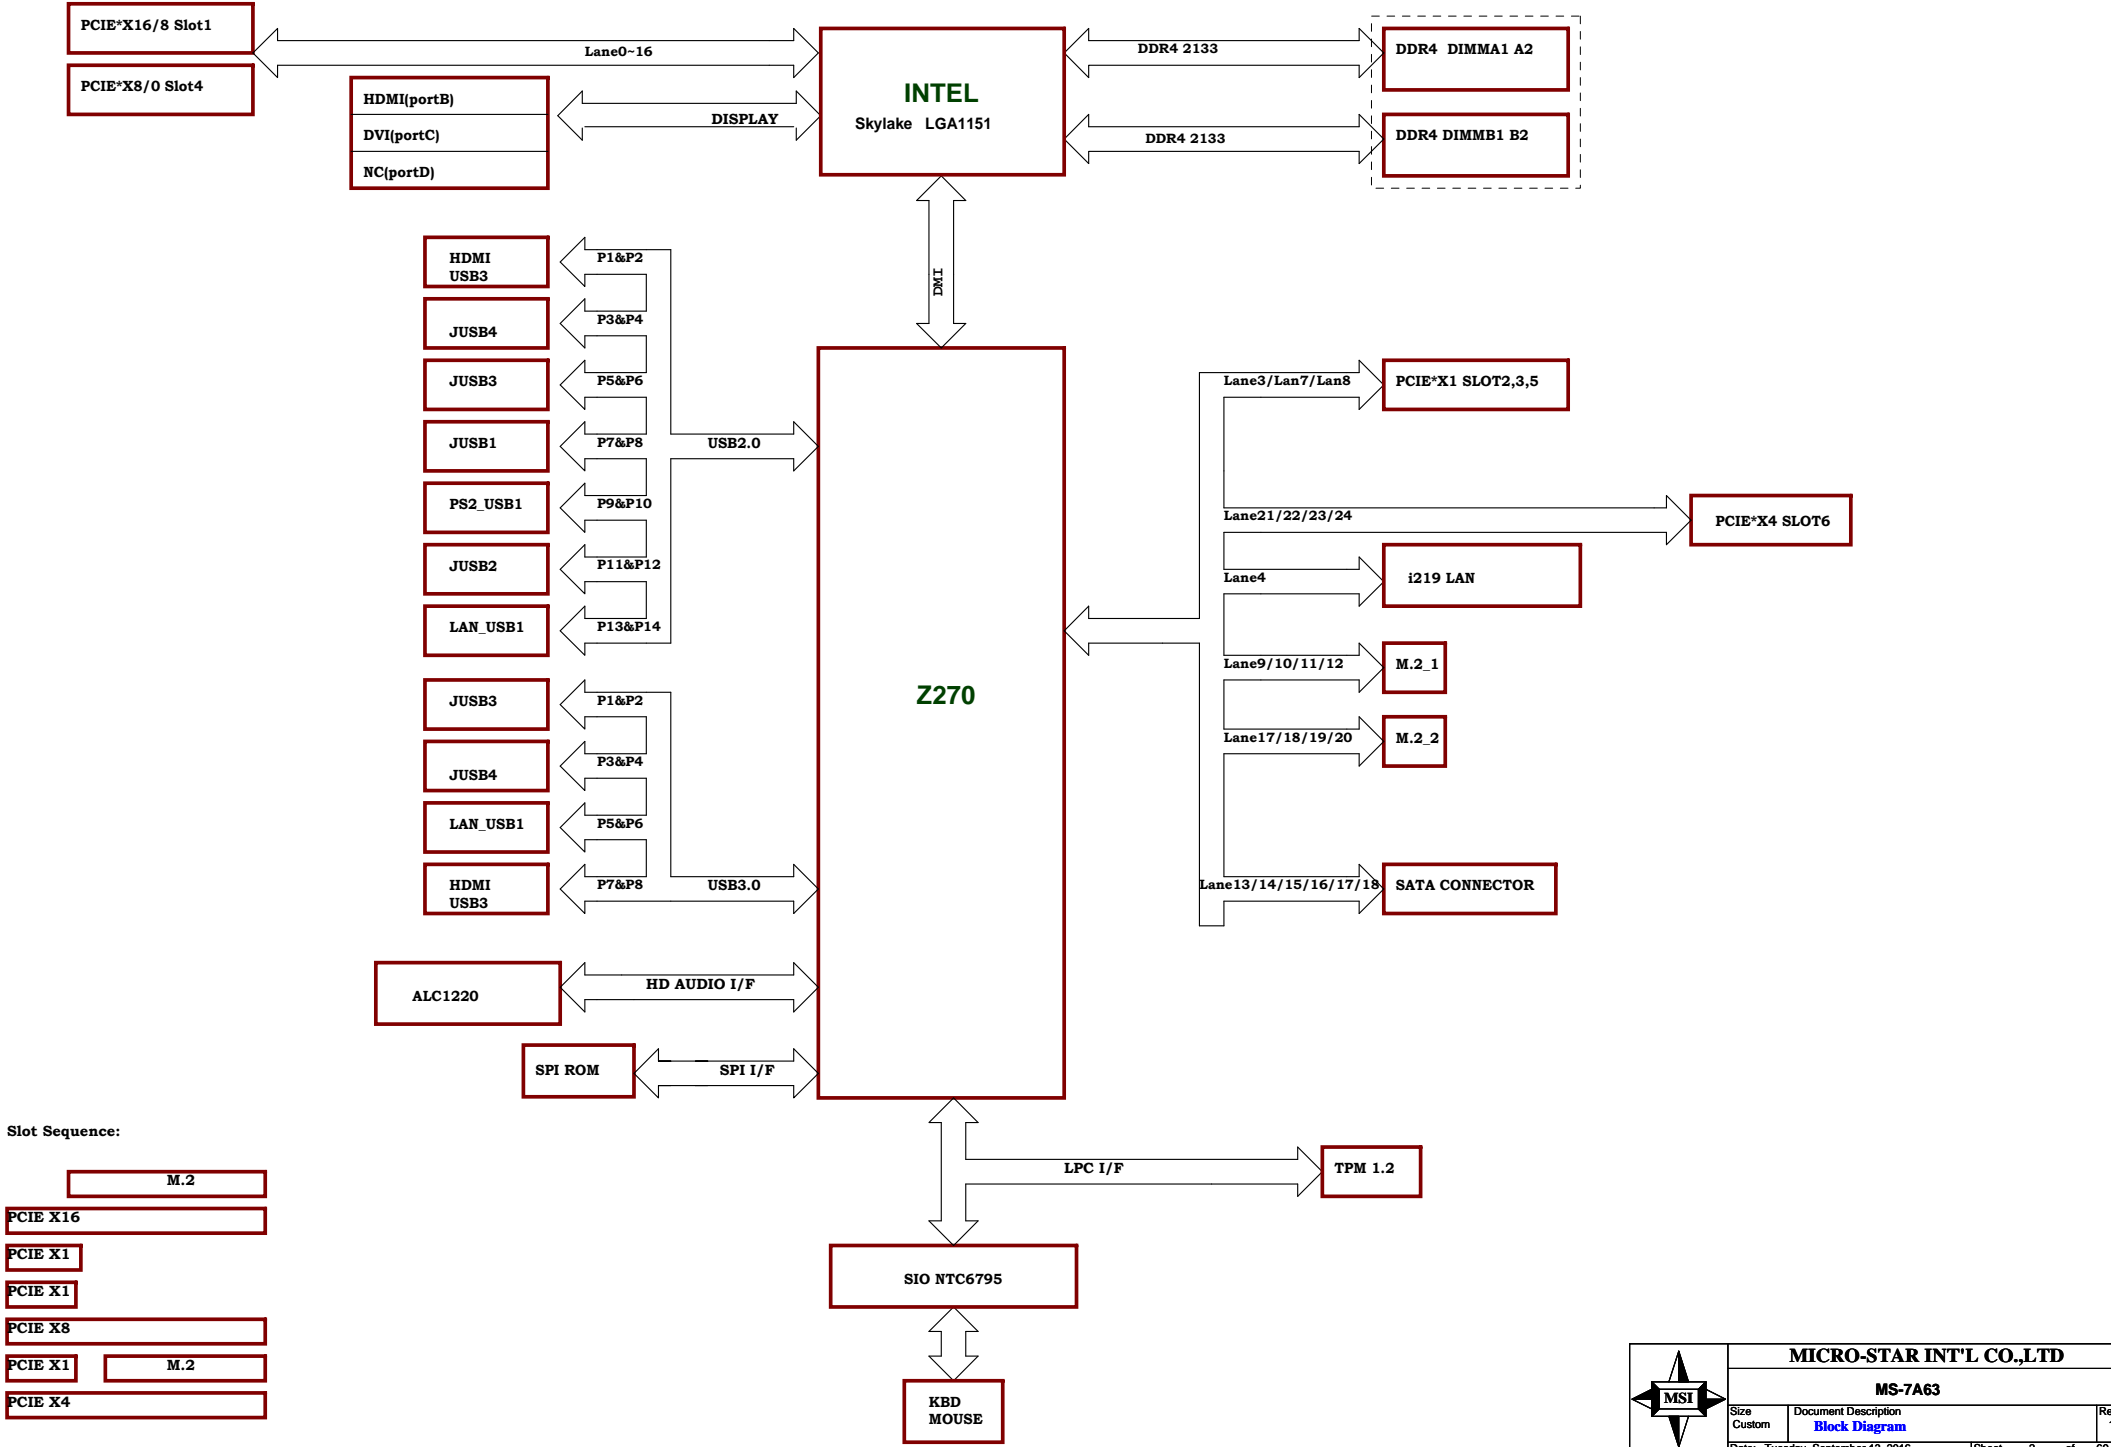 PCIE*X16/8 Slot1
PCIE*X8/0 Slot4
Lane0~16
HDMI(portB)
DVI(portC)
NC(portD)
DISPLAY
INTEL
Skylake LGA1151
DDR4 2133
DDR4 DIMMA1 A2
DDR4 2133
DDR4 DIMMB1 B2
DMI
HDMI
USB3
P1&P2
JUSB4
P3&P4
JUSB3
P5&P6
JUSB1
P7&P8
USB2.0
PS2_USB1
P9&P10
JUSB2
P11&P12
LAN_USB1
P13&P14
JUSB3
P1&P2
JUSB4
P3&P4
LAN_USB1
P5&P6
HDMI
USB3
P7&P8
USB3.0
Z270
Lane3/Lan7/Lan8
PCIE*X1 SLOT2,3,5
Lane21/22/23/24
PCIE*X4 SLOT6
Lane4
i219 LAN
Lane9/10/11/12
M.2_1
Lane17/18/19/20
M.2_2
Lane13/14/15/16/17/18
SATA CONNECTOR
ALC1220
HD AUDIO I/F
SPI ROM
SPI I/F
LPC I/F
TPM 1.2
SIO NTC6795
KBD
MOUSE
Slot Sequence:
M.2
PCIE X16
PCIE X1
PCIE X1
PCIE X8
PCIE X1
M.2
PCIE X4
MSI
MICRO-STAR INT'L CO.,LTD
MS-7A63
Size
Custom
Document Description
Block Diagram